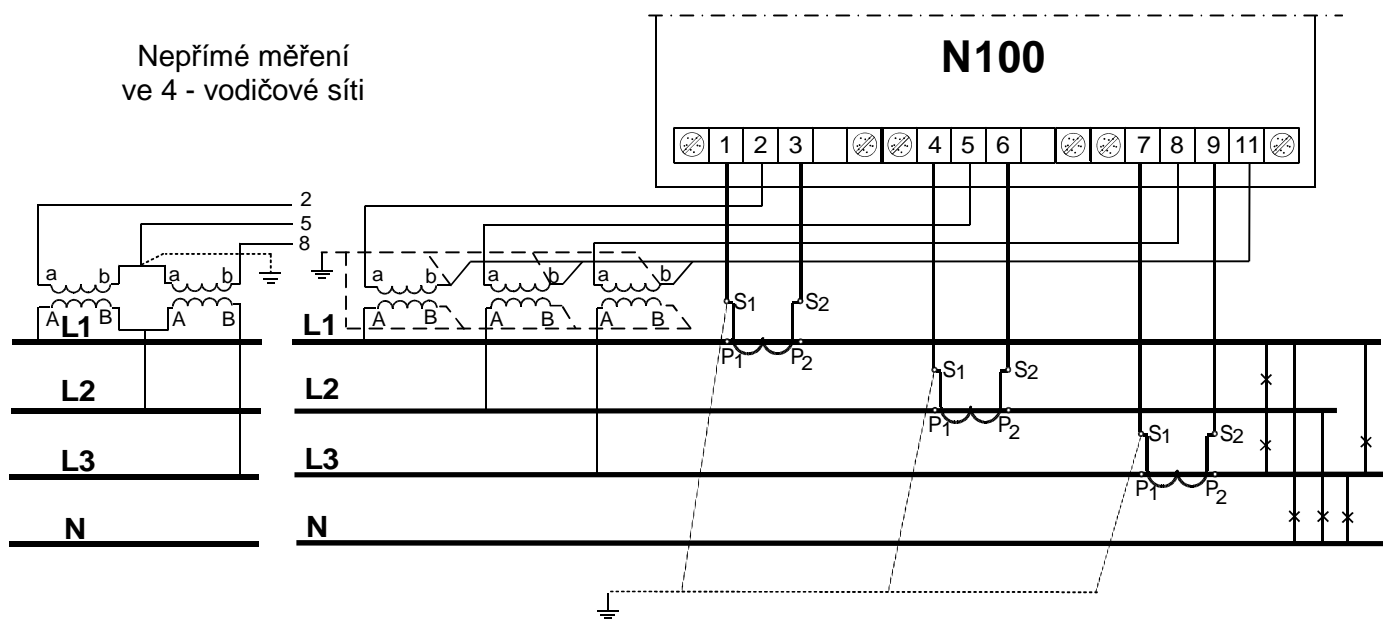 Nepřímé měření
ve 4 - vodičové síti
N100
1 2 3 4 5 6 7 8 9 11
2
5
8
a b a b
A B A B
a b a b a b
A B A B A B
S1 S2
P1 P2
S1 S2
P1 P2
S1 S2
P1 P2
L1 L1
L2 L2
L3 L3
N N